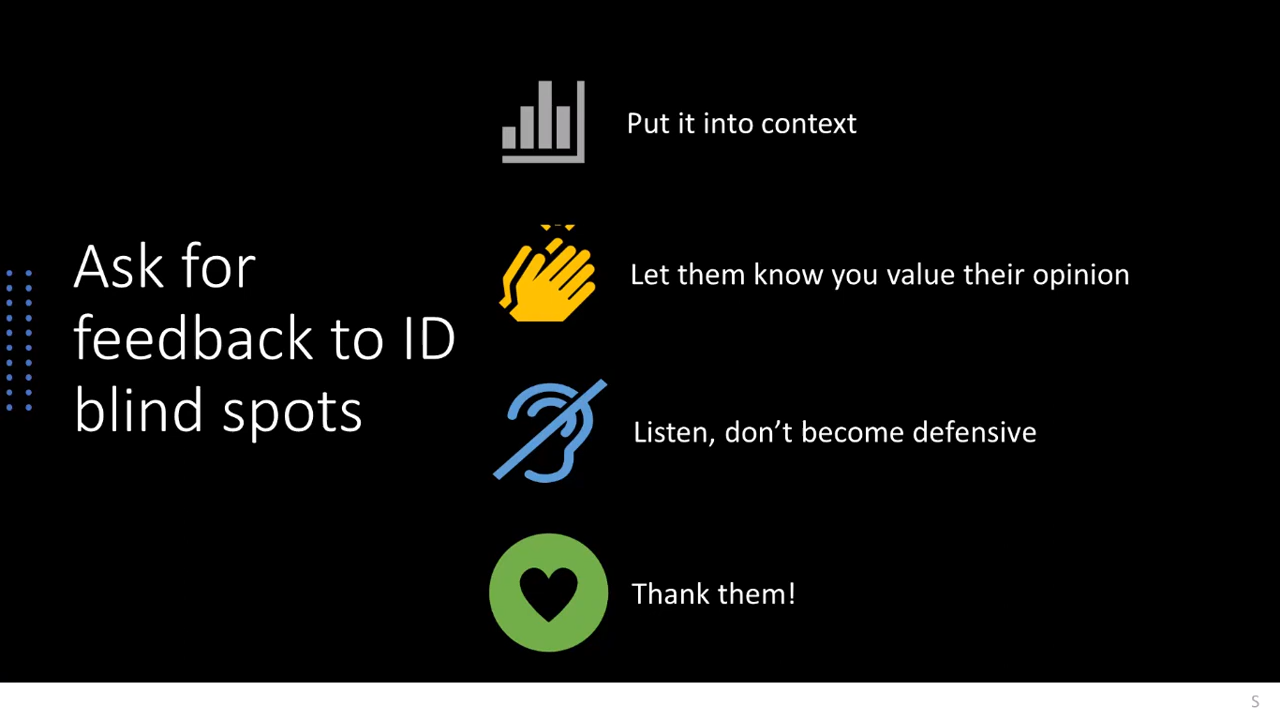 Ask for
feedback to ID
blind spots
Put it into context
Let them know you value their opinion
Listen, don’t become defensive
Thank them!
S